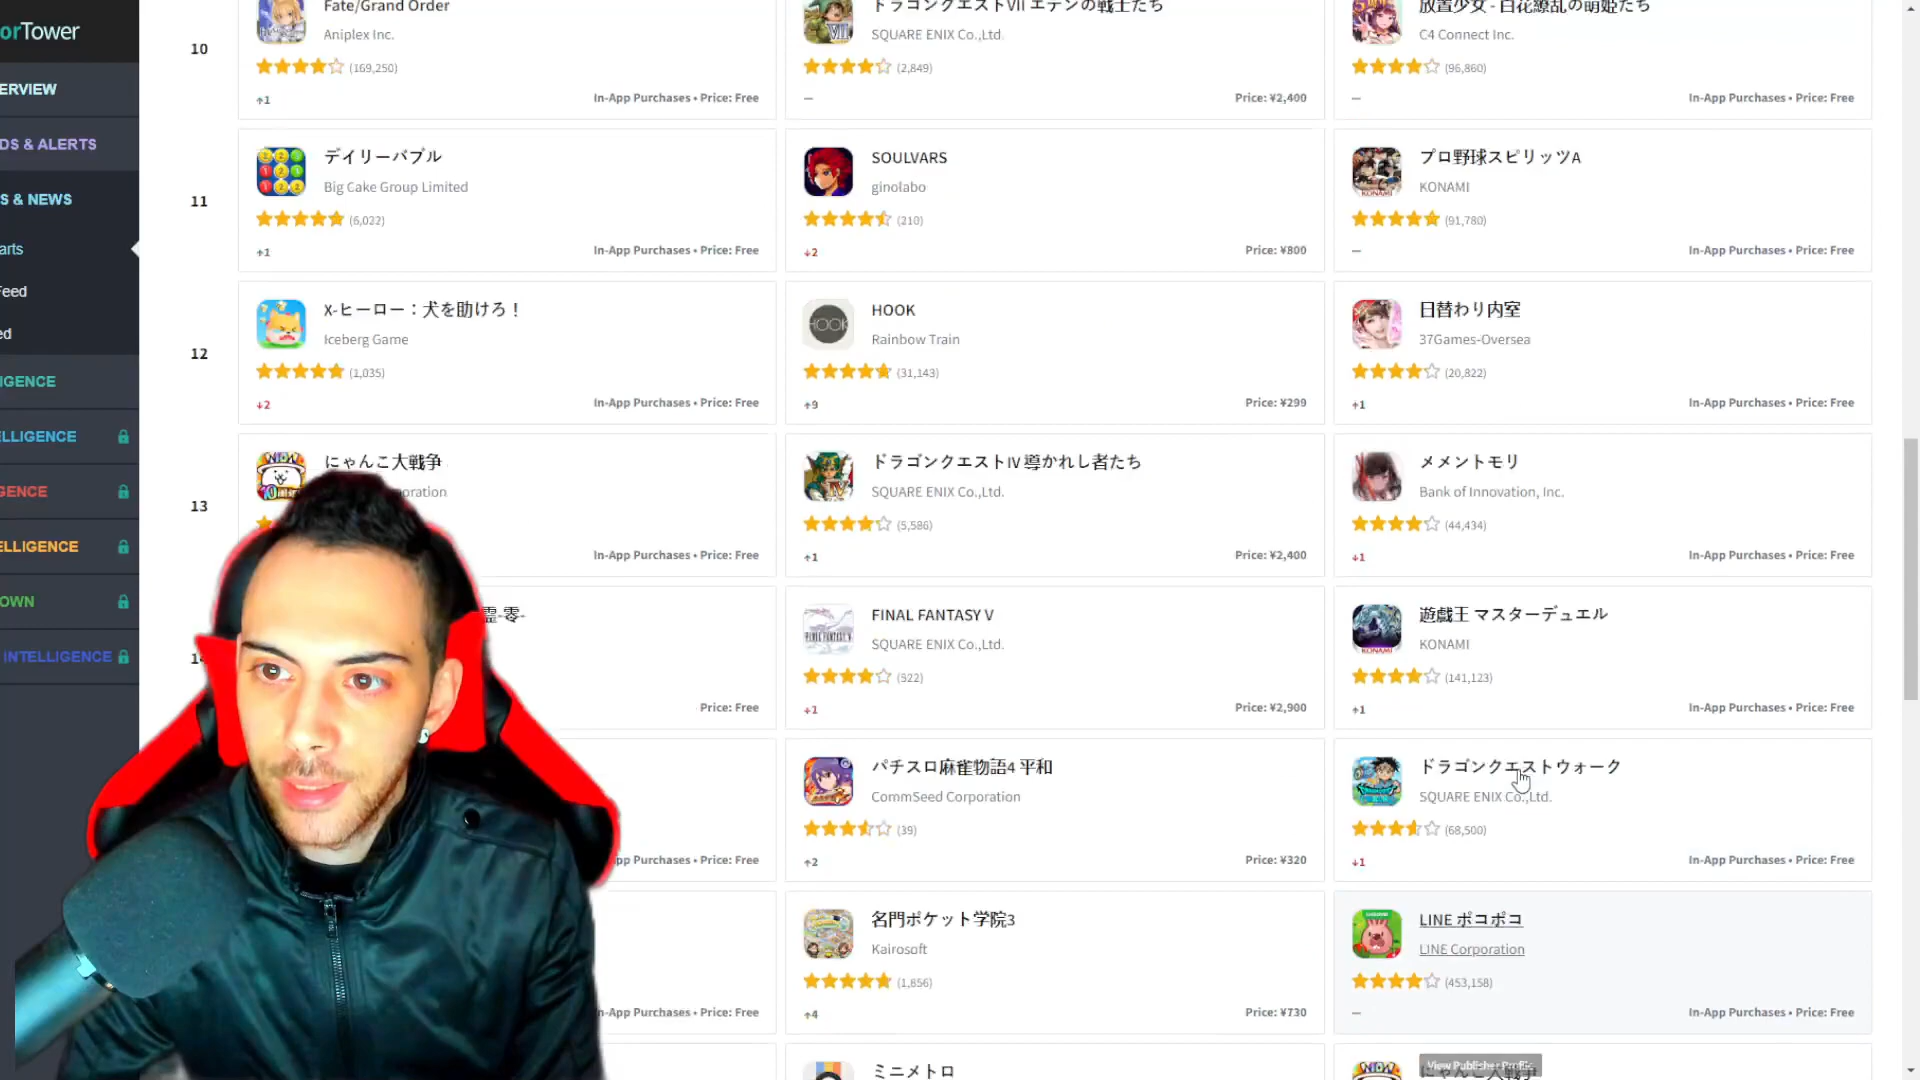 orTower
ERVIEW
DS & ALERTS
S & NEWS
arts
Feed
ed
IGENCE
LLIGENCE
GENCE
ELLIGENCE
OWN
INTELLIGENCE
10
Fate/Grand Order
Aniplex Inc.
(169,250)
↑1
In-App Purchases • Price: Free
ドラゴンクエストVII エデンの戦士たち
SQUARE ENIX Co.,Ltd.
(2,849)
–
Price: ¥2,400
放置少女 - 百花繚乱の萌姫たち
C4 Connect Inc.
(96,860)
–
In-App Purchases • Price: Free
11
デイリーバブル
Big Cake Group Limited
(6,022)
↑1
In-App Purchases • Price: Free
SOULVARS
ginolabo
(210)
↓2
Price: ¥800
プロ野球スピリッツA
KONAMI
(91,780)
–
In-App Purchases • Price: Free
12
X-ヒーロー：犬を助けろ！
Iceberg Game
(1,035)
↓2
In-App Purchases • Price: Free
HOOK
HOOK
Rainbow Train
(31,143)
↑9
Price: ¥299
日替わり内室
37Games-Oversea
(20,822)
↑1
In-App Purchases • Price: Free
13
にゃんこ大戦争
oration
In-App Purchases • Price: Free
ドラゴンクエストIV 導かれし者たち
SQUARE ENIX Co.,Ltd.
(5,586)
↑1
Price: ¥2,400
メメントモリ
Bank of Innovation, Inc.
(44,434)
↓1
In-App Purchases • Price: Free
霊-零-
Price: Free
FINAL FANTASY V
SQUARE ENIX Co.,Ltd.
(522)
↓1
Price: ¥2,900
遊戯王 マスターデュエル
KONAMI
(141,123)
↑1
In-App Purchases • Price: Free
pp Purchases • Price: Free
パチスロ麻雀物語4 平和
CommSeed Corporation
(39)
↑2
Price: ¥320
ドラゴンクエストウォーク
SQUARE ENIX Co.,Ltd.
(68,500)
↓1
In-App Purchases • Price: Free
n-App Purchases • Price: Free
名門ポケット学院3
Kairosoft
(1,856)
↑4
Price: ¥730
LINE ポコポコ
LINE Corporation
(453,158)
–
In-App Purchases • Price: Free
ミニメトロ
View Publisher Profile
にゃんこ大戦争